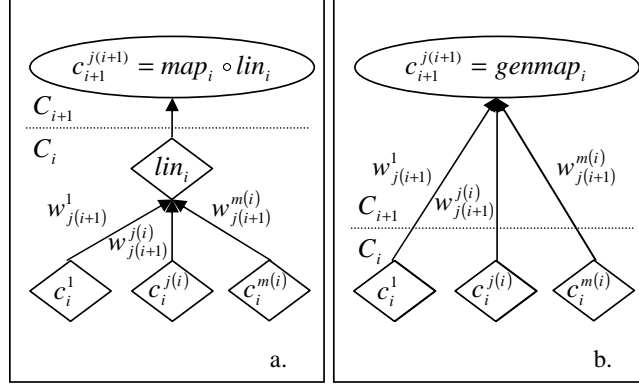 c_{i+1}^{j(i+1)} = map_i ∘ lin_i
C_{i+1}
C_i
lin_i
w_{j(i+1)}^1
w_{j(i+1)}^{j(i)}
w_{j(i+1)}^{m(i)}
c_i^1
c_i^{j(i)}
c_i^{m(i)}
a.
c_{i+1}^{j(i+1)} = genmap_i
w_{j(i+1)}^1
w_{j(i+1)}^{j(i)}
w_{j(i+1)}^{m(i)}
C_{i+1}
C_i
c_i^1
c_i^{j(i)}
c_i^{m(i)}
b.